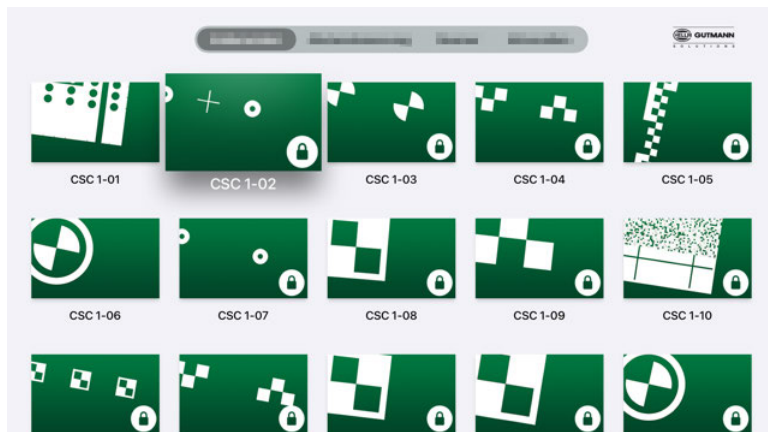 HELLA GUTMANN
SOLUTIONS
CSC 1-01
CSC 1-02
CSC 1-03
CSC 1-04
CSC 1-05
CSC 1-06
CSC 1-07
CSC 1-08
CSC 1-09
CSC 1-10